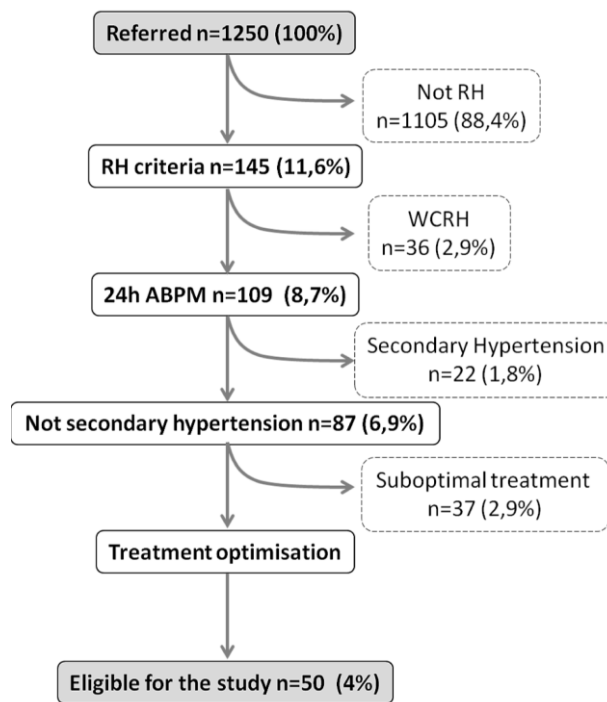 Referred n=1250 (100%)
Not RH
n=1105 (88,4%)
RH criteria n=145 (11,6%)
WCRH
n=36 (2,9%)
24h ABPM n=109 (8,7%)
Secondary Hypertension
n=22 (1,8%)
Not secondary hypertension n=87 (6,9%)
Suboptimal treatment
n=37 (2,9%)
Treatment optimisation
Eligible for the study n=50 (4%)